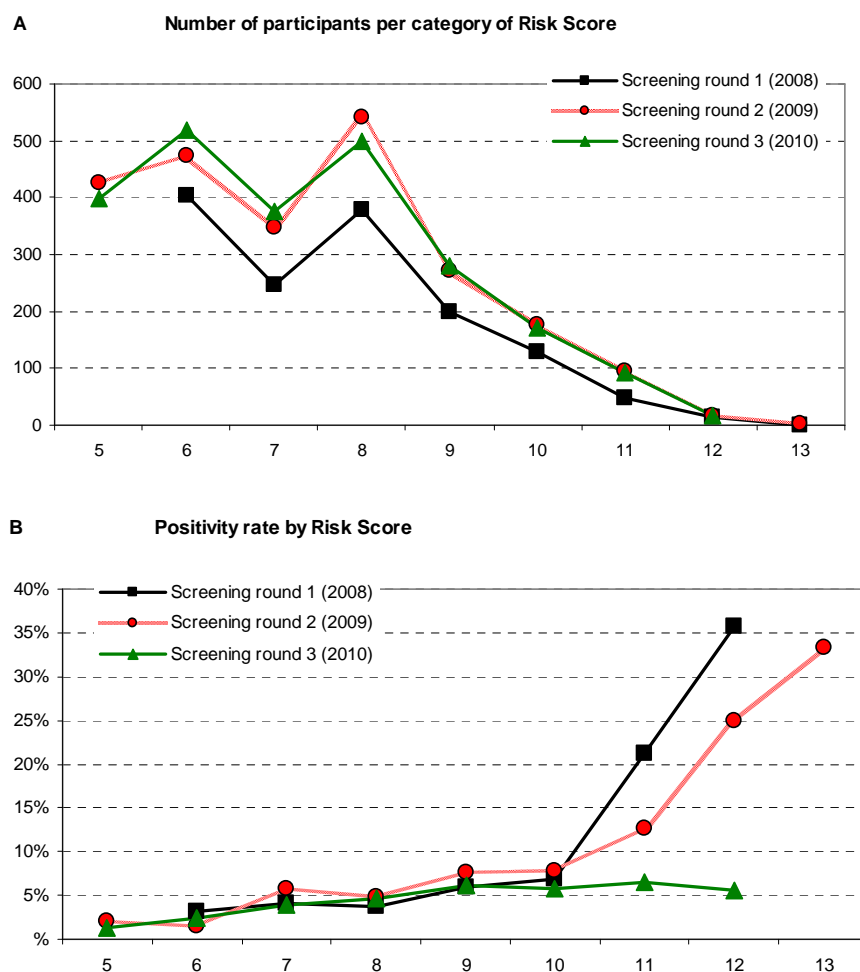 A Number of participants per category of Risk Score
Screening round 1 (2008)
Screening round 2 (2009)
Screening round 3 (2010)
600
500
400
300
200
100
0
5 6 7 8 9 10 11 12 13
B Positivity rate by Risk Score
Screening round 1 (2008)
Screening round 2 (2009)
Screening round 3 (2010)
40%
35%
30%
25%
20%
15%
10%
5%
%
5 6 7 8 9 10 11 12 13